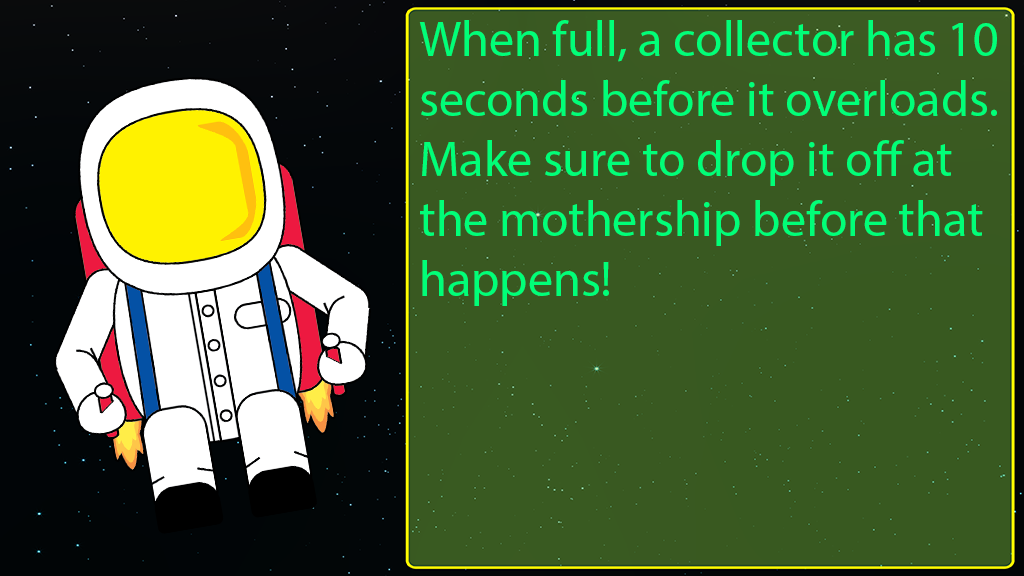 When full, a collector has 10
seconds before it overloads.
Make sure to drop it off at
the mothership before that
happens!